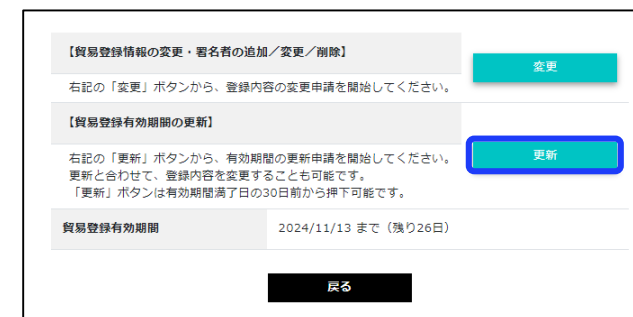 【貿易登録情報の変更・署名者の追加／変更／削除】
変更
右記の「変更」ボタンから、登録内容の変更申請を開始してください。
【貿易登録有効期間の更新】
右記の「更新」ボタンから、有効期間の更新申請を開始してください。
更新
更新と合わせて、登録内容を変更することも可能です。
「更新」ボタンは有効期間満了日の30日前から押下可能です。
貿易登録有効期間 2024/11/13 まで（残り26日）
戻る